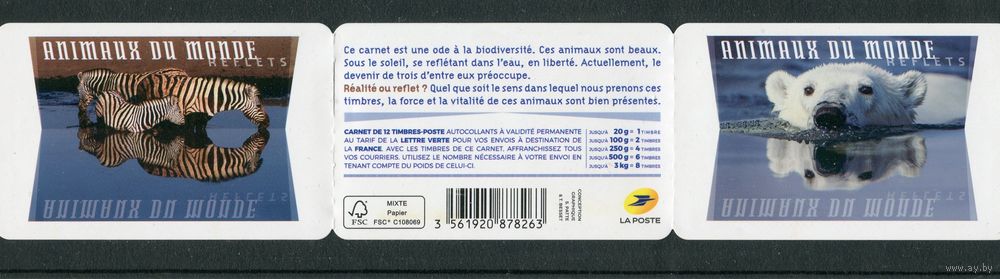 ANIMAUX DU MONDE
REFLETS
REFLETS
ANIMAUX DU MONDE
Ce carnet est une ode à la biodiversité. Ces animaux sont beaux.
Sous le soleil, se reflétant dans l'eau, en liberté. Actuellement, le
devenir de trois d'entre eux préoccupe.
Réalité ou reflet ? Quel que soit le sens dans lequel nous prenons ces
timbres, la force et la vitalité de ces animaux sont bien présentes.
CARNET DE 12 TIMBRES-POSTE AUTOCOLLANTS À VALIDITÉ PERMANENTE
AU TARIF DE LA LETTRE VERTE POUR VOS ENVOIS À DESTINATION DE
LA FRANCE. AVEC LES TIMBRES DE CE CARNET, AFFRANCHISSEZ TOUS
VOS COURRIERS. UTILISEZ LE NOMBRE NÉCESSAIRE À VOTRE ENVOI EN
TENANT COMPTE DU POIDS DE CELUI-CI.
JUSQU'À 20 g = 1 TIMBRE
JUSQU'À 100 g = 2 TIMBRES
JUSQU'À 250 g = 4 TIMBRES
JUSQU'À 500 g = 6 TIMBRES
JUSQU'À 3 kg = 8 TIMBRES
FSC
MIXTE
Papier
FSC® C108069
3 561920 878263
CONCEPTION
GRAPHIQUE
& PAGE
E.T. BESSET
LA POSTE
ANIMAUX DU MONDE
REFLETS
REFLETS
ANIMAUX DU MONDE
www.ay.by